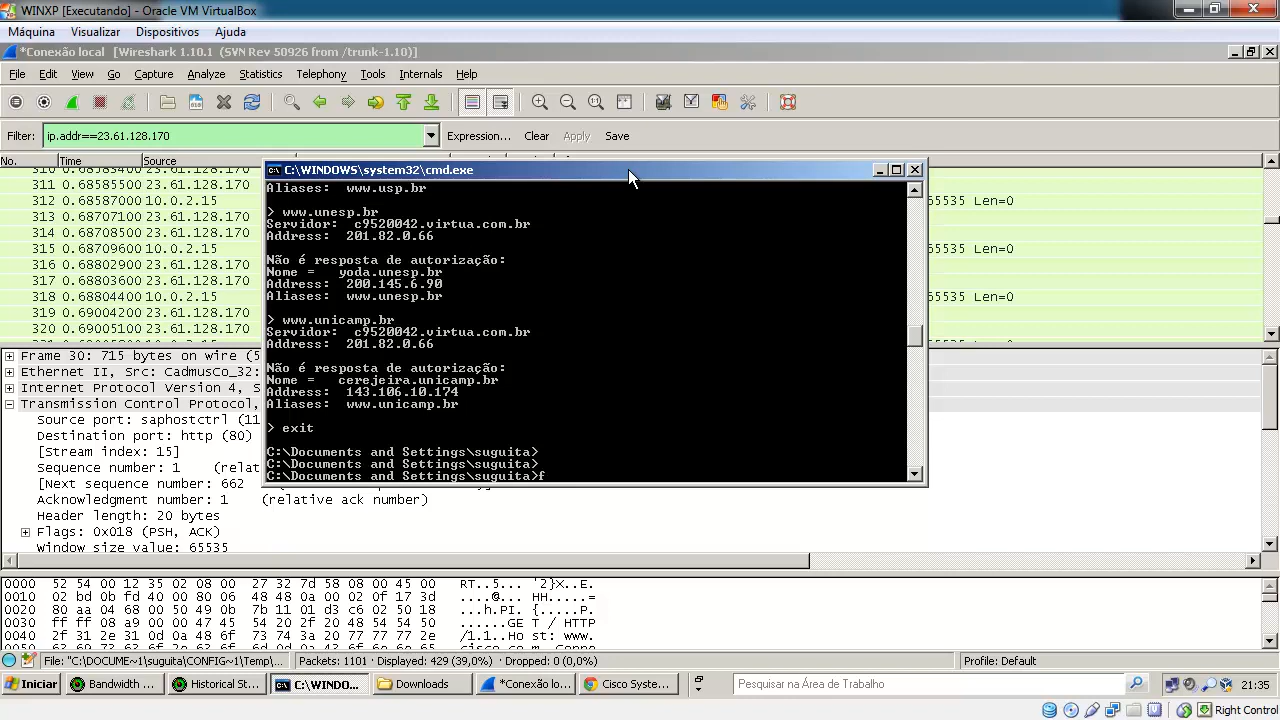 WINXP [Executando] - Oracle VM VirtualBox
Máquina Visualizar Dispositivos Ajuda
*Conexão local [Wireshark 1.10.1 (SVN Rev 50926 from /trunk-1.10)]
File Edit View Go Capture Analyze Statistics Telephony Tools Internals Help
Filter: ip.addr==23.61.128.170 Expression... Clear Apply Save
No. Time Source
311 0.68585500 23.61.128.170 65535 Len=0
312 0.68587000 10.0.2.15
313 0.68707100 23.61.128.170
314 0.68708500 23.61.128.170
315 0.68709600 10.0.2.15 65535 Len=0
316 0.68802900 23.61.128.170
317 0.68803600 23.61.128.170
318 0.68804400 10.0.2.15 65535 Len=0
319 0.69005100 23.61.128.170
320 0.69005500 23.61.128.170
C:\WINDOWS\system32\cmd.exe
Aliases: www.usp.br
> www.unesp.br
Servidor: c9520042.virtua.com.br
Address: 201.82.0.66
Não é resposta de autorização:
Nome = yoda.unesp.br
Address: 200.145.6.90
Aliases: www.unesp.br
> www.unicamp.br
Servidor: c9520042.virtua.com.br
Address: 201.82.0.66
Não é resposta de autorização:
Nome = cerejeira.unicamp.br
Address: 143.106.10.174
Aliases: www.unicamp.br
> exit
C:\Documents and Settings\suguita>
C:\Documents and Settings\suguita>
C:\Documents and Settings\suguita>f
Frame 30: 715 bytes on wire (5
Ethernet II, Src: CadmusCo_32:
Internet Protocol Version 4, S
Transmission Control Protocol,
Source port: saphostctrl (11
Destination port: http (80)
[Stream index: 15]
Sequence number: 1 (relat
[Next sequence number: 662
Acknowledgment number: 1 (relative ack number)
Header length: 20 bytes
Flags: 0x018 (PSH, ACK)
Window size value: 65535
0000 52 54 00 12 35 02 08 00 27 32 7d 58 08 00 45 00 RT..5... '2}X..E.
0010 02 bd 0b fd 40 00 80 06 48 48 0a 00 02 0f 17 3d ....@... HH.....=
0020 80 aa 04 68 00 50 49 0b 7b 11 01 d3 c6 02 50 18 ...h.PI. {.....P.
0030 ff ff 08 a9 00 00 47 45 54 20 2f 20 48 54 54 50 ......GE T / HTTP
0040 2f 31 2e 31 0d 0a 48 6f 73 74 3a 20 77 77 77 2e /1.1..Ho st: www.
File: "C:\DOCUME~1\suguita\CONFIG~1\Temp\... Packets: 1101 · Displayed: 429 (39,0%) · Dropped: 0 (0,0%) Profile: Default
Iniciar Bandwidth ... Historical St... C:\WINDO... Downloads *Conexão lo... Cisco Syste... Pesquisar na Área de Trabalho 21:35
Right Control